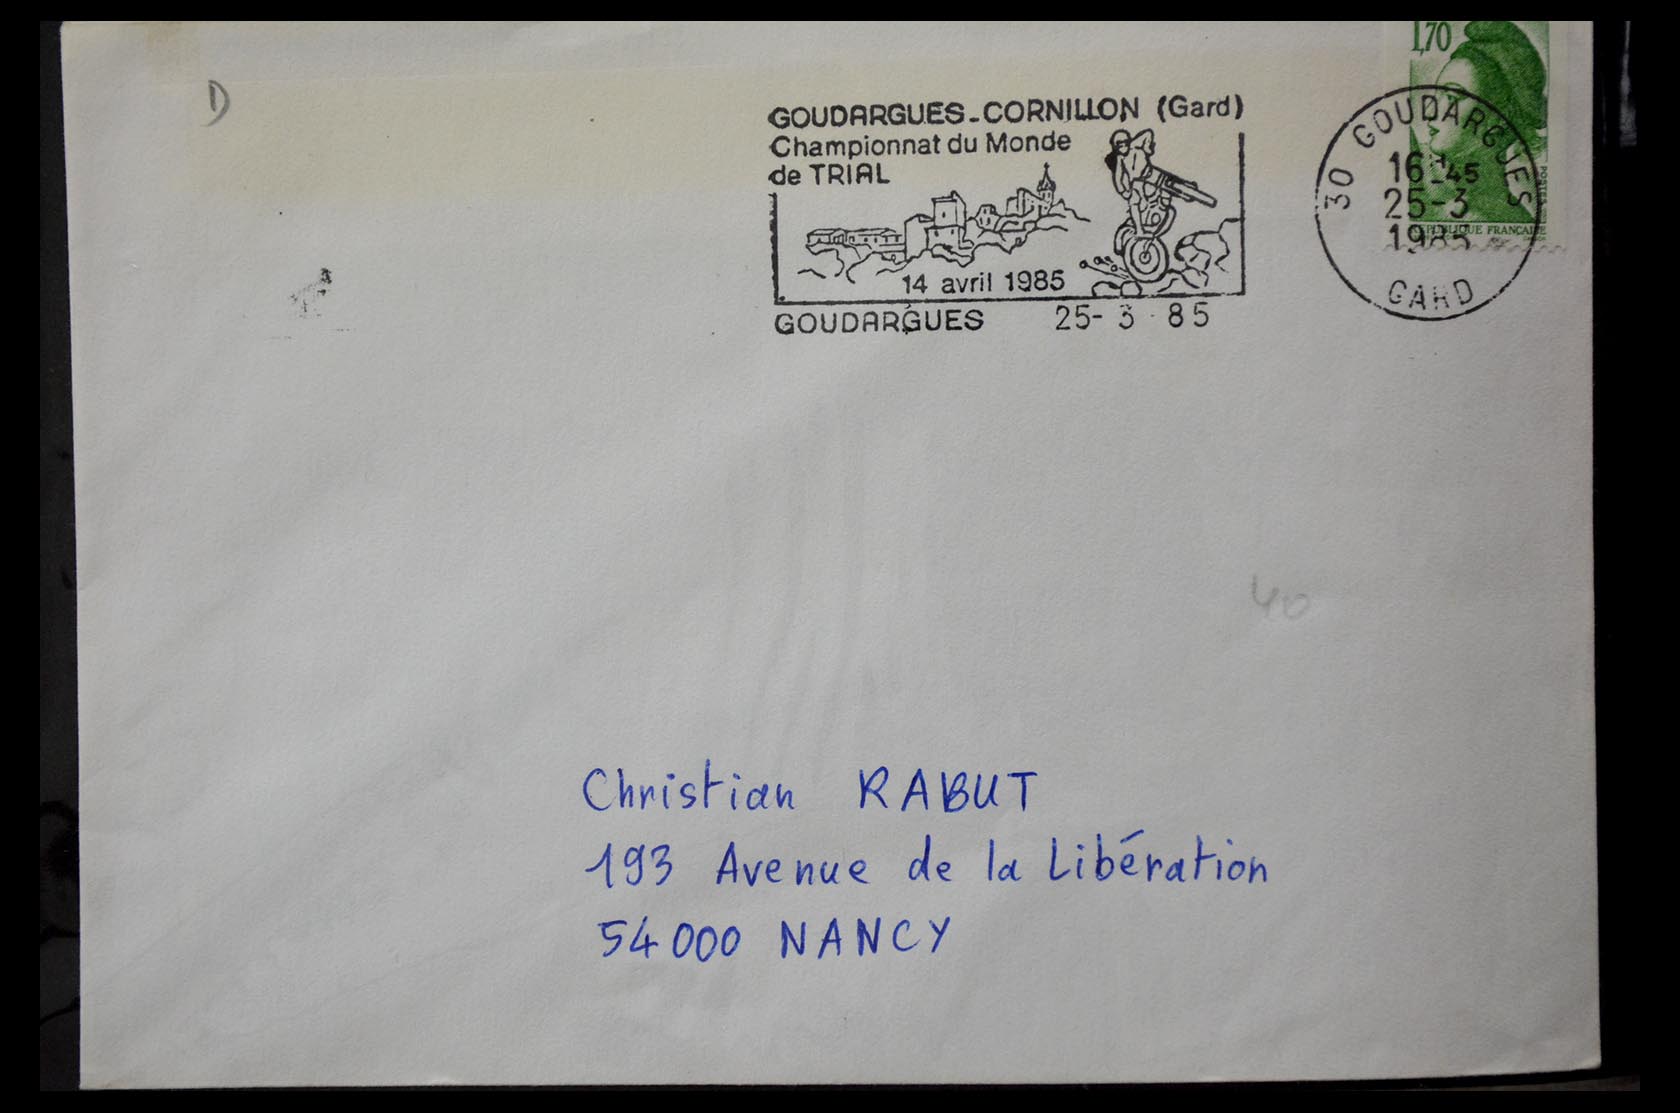 D
1,70
GOUDARGUES-CORNILLON (Gard)
Championnat du Monde
de TRIAL
14 avril 1985
GOUDARGUES 25-3 85
30 GOUDARGUES
16H-45
25-3
1985
GARD
REPUBLIQUE FRANÇAISE
POSTES
40
Christian RABUT
193 Avenue de la Libération
54000 NANCY